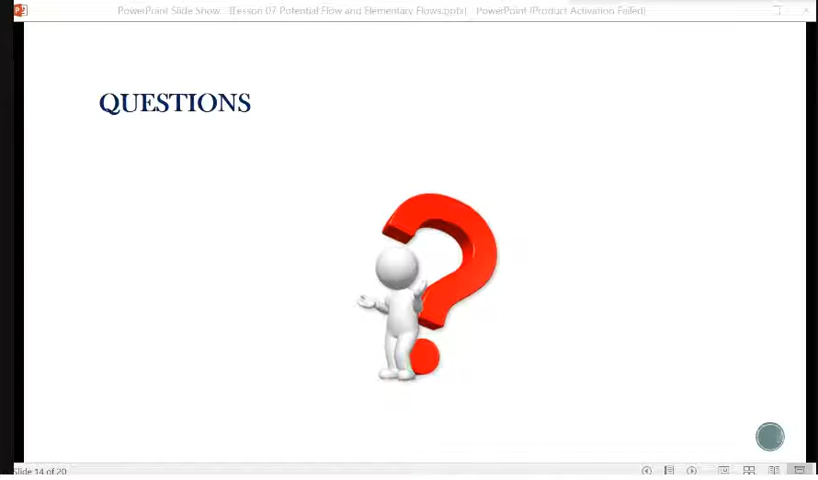 PowerPoint Slide Show - [Lesson 07 Potential Flow and Elementary Flows.pptx] - PowerPoint (Product Activation Failed)
QUESTIONS
Slide 14 of 20